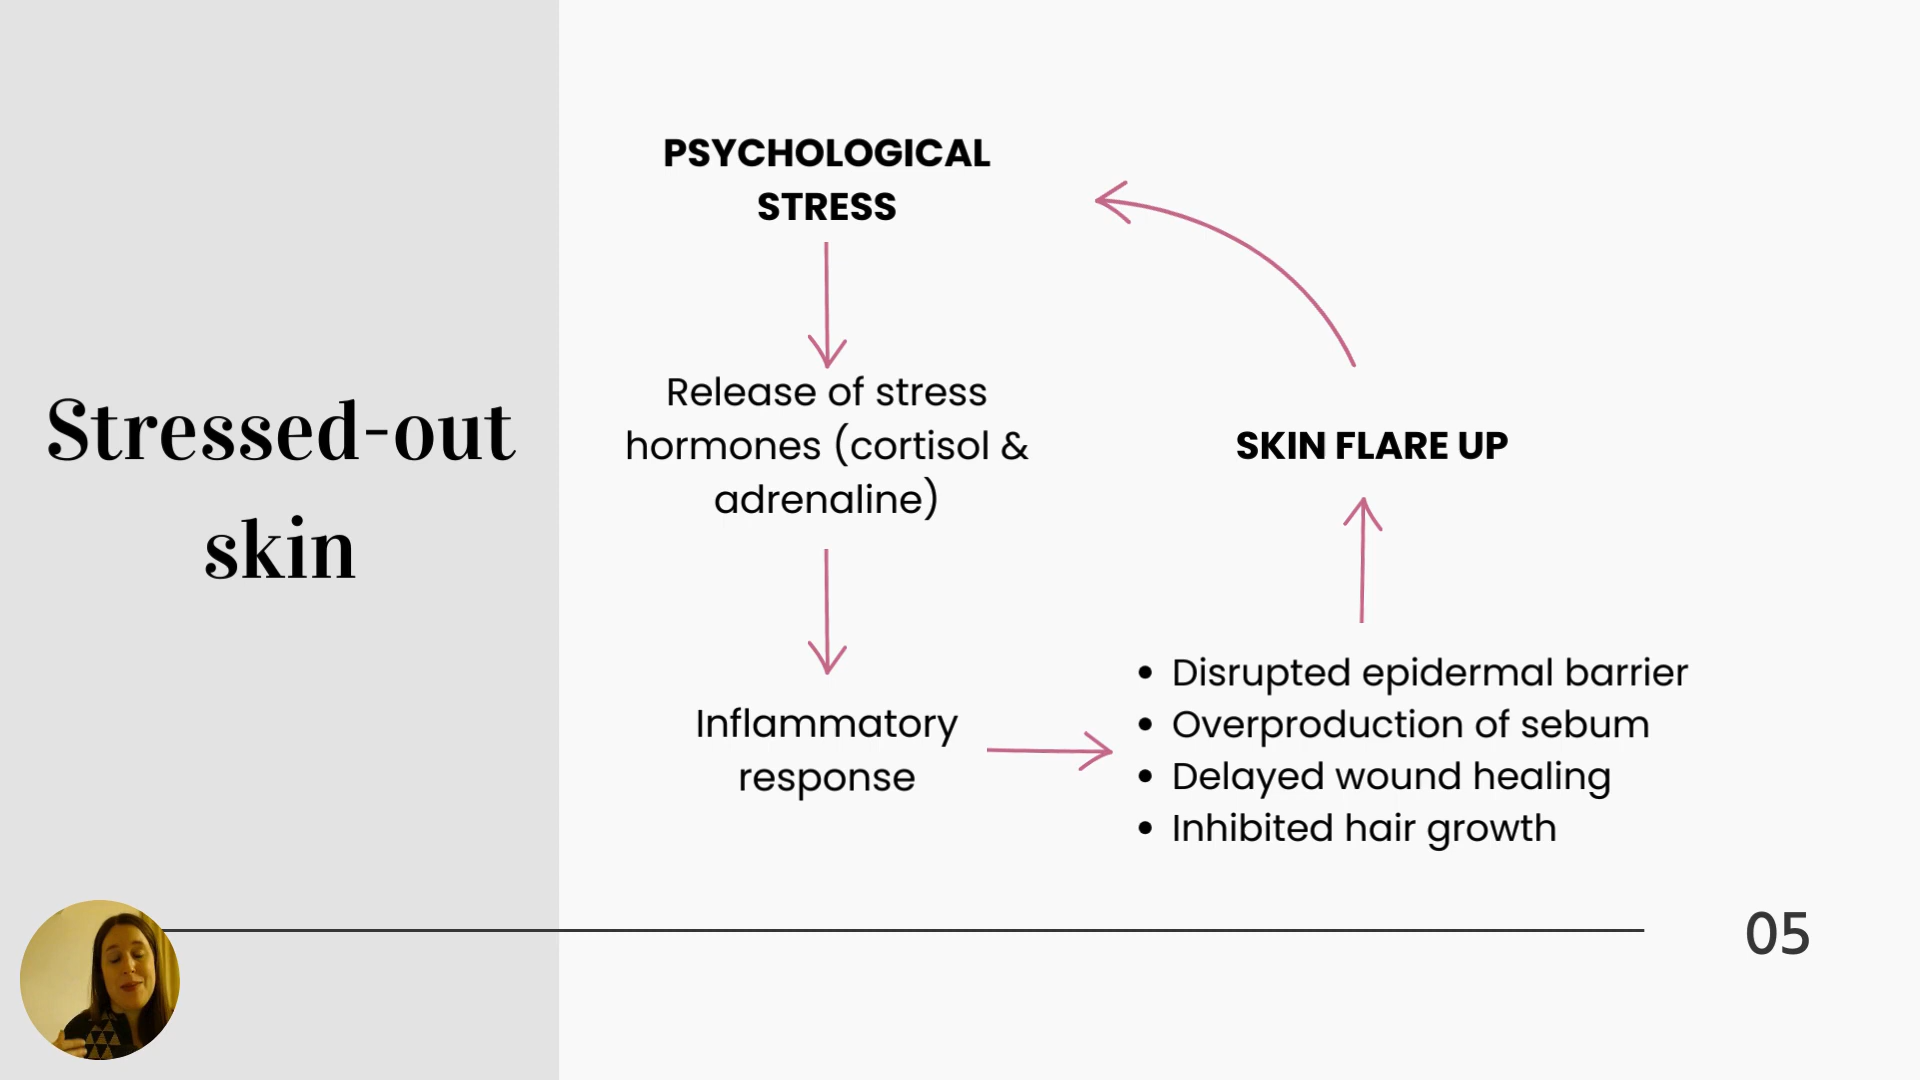 Stressed-out
skin
PSYCHOLOGICAL
STRESS
Release of stress
hormones (cortisol &
adrenaline)
Inflammatory
response
• Disrupted epidermal barrier
• Overproduction of sebum
• Delayed wound healing
• Inhibited hair growth
SKIN FLARE UP
05